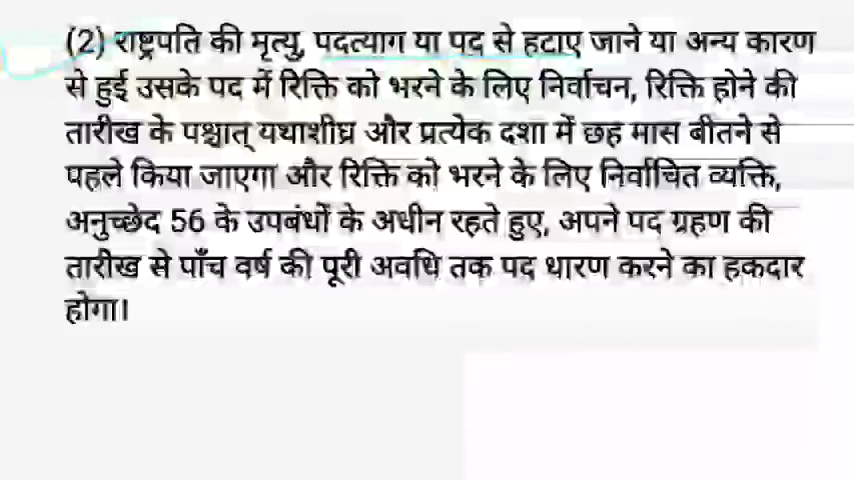 (2) राष्ट्रपति की मृत्यु, पदत्याग या पद से हटाए जाने या अन्य कारण
से हुई उसके पद में रिक्ति को भरने के लिए निर्वाचन, रिक्ति होने की
तारीख के पश्चात् यथाशीघ्र और प्रत्येक दशा में छह मास बीतने से
पहले किया जाएगा और रिक्ति को भरने के लिए निर्वाचित व्यक्ति,
अनुच्छेद 56 के उपबंधों के अधीन रहते हुए, अपने पद ग्रहण की
तारीख से पाँच वर्ष की पूरी अवधि तक पद धारण करने का हकदार
होगा।